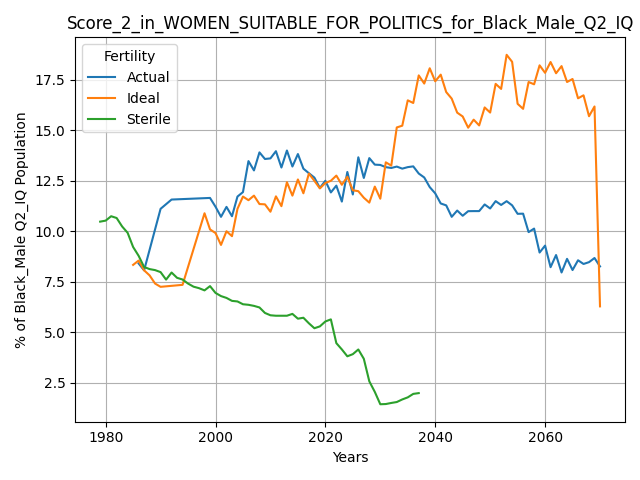 Score_2_in_WOMEN_SUITABLE_FOR_POLITICS_for_Black_Male_Q2_IQ
Fertility
Actual
Ideal
Sterile
% of Black_Male Q2_IQ Population
17.5
15.0
12.5
10.0
7.5
5.0
2.5
1980 2000 2020 2040 2060
Years